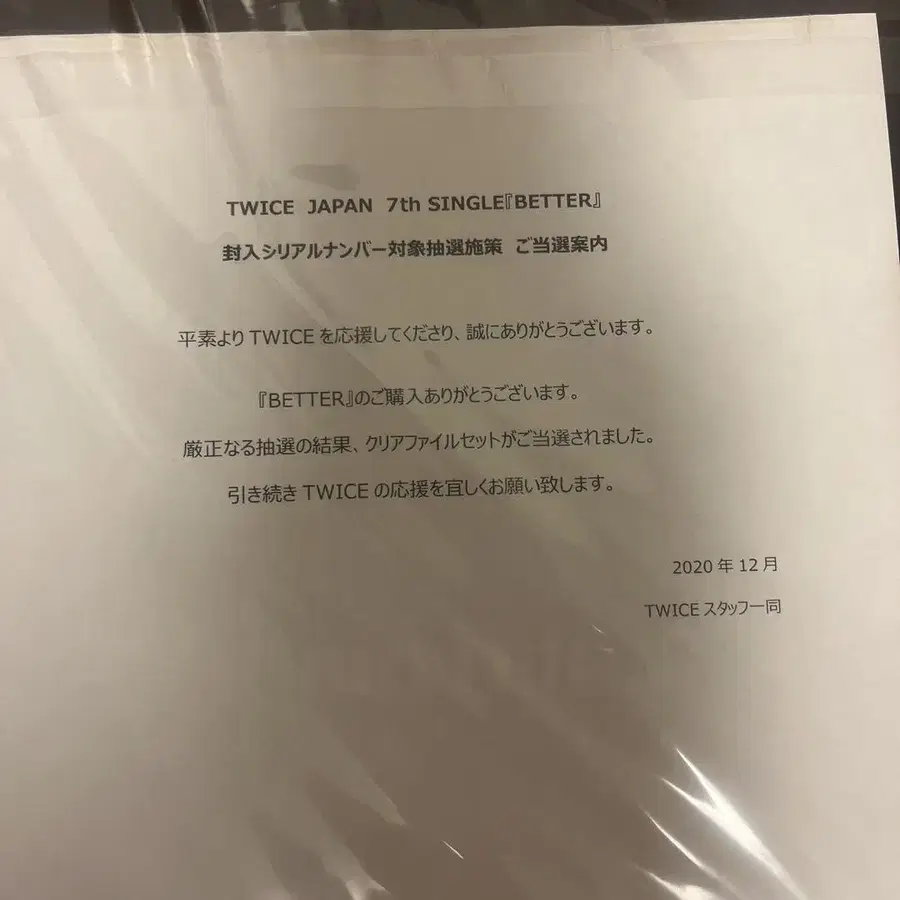 TWICE JAPAN 7th SINGLE『BETTER』
封入シリアルナンバー対象抽選施策 ご当選案内
平素よりTWICEを応援してくださり、誠にありがとうございます。
『BETTER』のご購入ありがとうございます。
厳正なる抽選の結果、クリアファイルセットがご当選されました。
引き続きTWICEの応援を宜しくお願い致します。
2020年12月
TWICEスタッフ一同